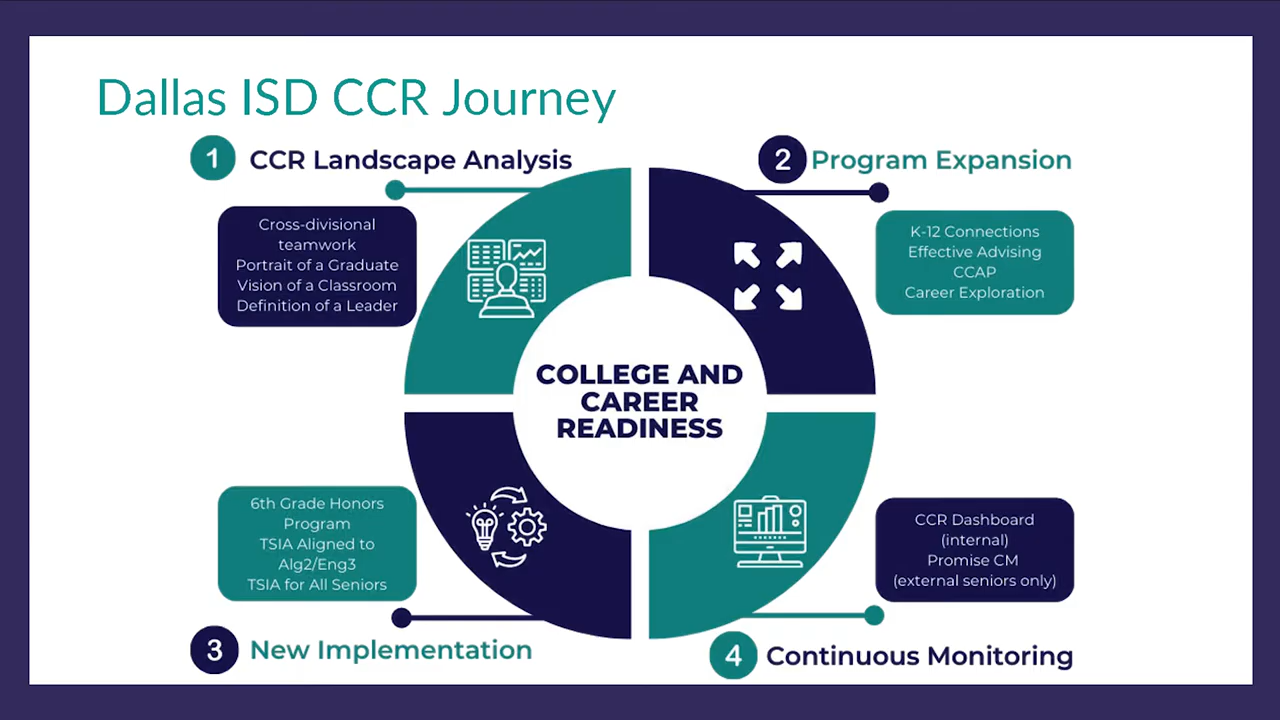 Dallas ISD CCR Journey
1
CCR Landscape Analysis
Cross-divisional
teamwork
Portrait of a Graduate
Vision of a Classroom
Definition of a Leader
2
Program Expansion
K-12 Connections
Effective Advising
CCAP
Career Exploration
COLLEGE AND
CAREER
READINESS
6th Grade Honors
Program
TSIA Aligned to
Alg2/Eng3
TSIA for All Seniors
3
New Implementation
CCR Dashboard
(internal)
Promise CM
(external seniors only)
4
Continuous Monitoring